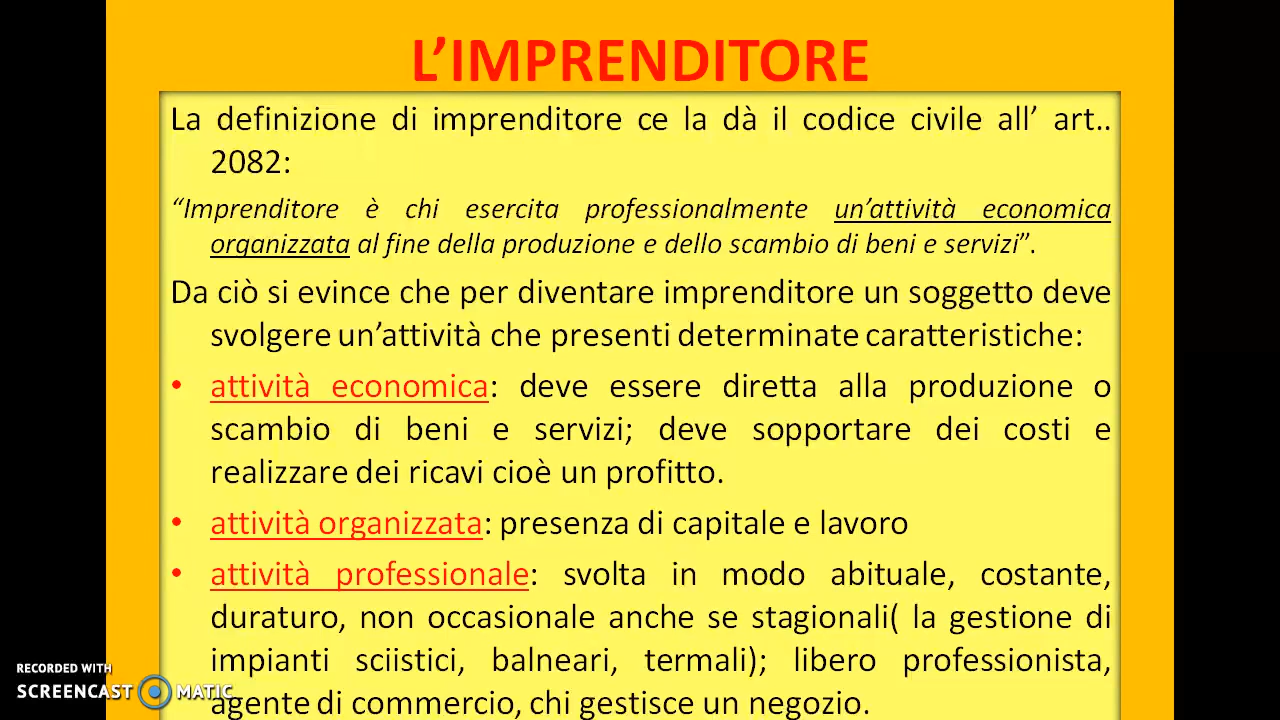 L'IMPRENDITORE
La definizione di imprenditore ce la dà il codice civile all' art..
2082:
“Imprenditore è chi esercita professionalmente un'attività economica
organizzata al fine della produzione e dello scambio di beni e servizi”.
Da ciò si evince che per diventare imprenditore un soggetto deve
svolgere un'attività che presenti determinate caratteristiche:
• attività economica: deve essere diretta alla produzione o
scambio di beni e servizi; deve sopportare dei costi e
realizzare dei ricavi cioè un profitto.
• attività organizzata: presenza di capitale e lavoro
• attività professionale: svolta in modo abituale, costante,
duraturo, non occasionale anche se stagionali( la gestione di
impianti sciistici, balneari, termali); libero professionista,
agente di commercio, chi gestisce un negozio.
RECORDED WITH
SCREENCAST MATIC